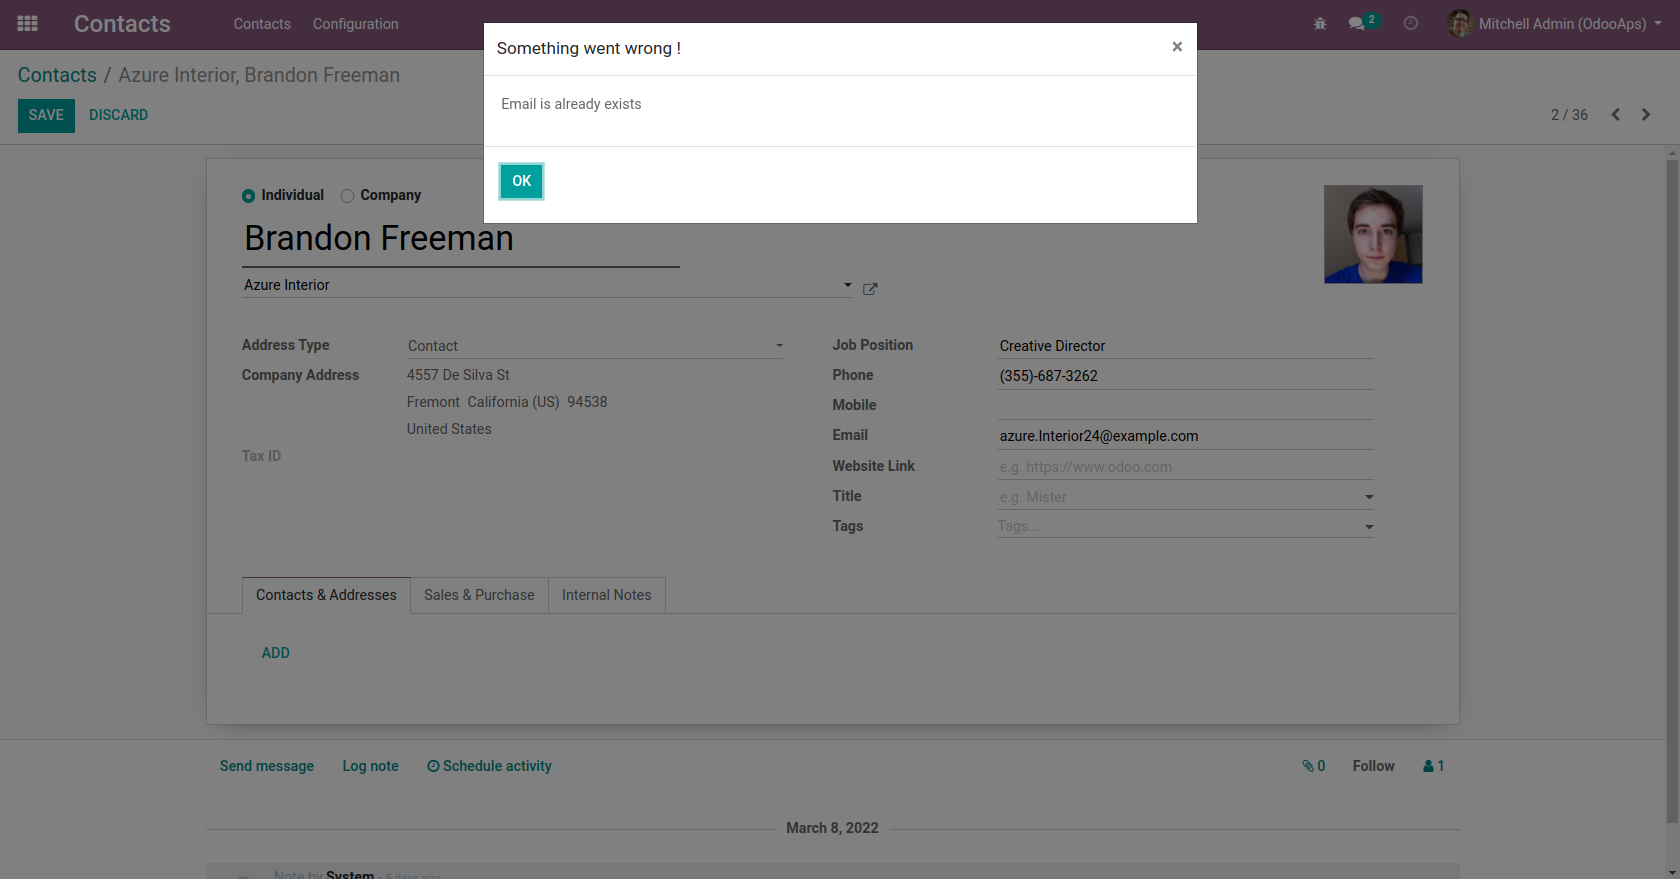 Contacts Contacts Configuration 2 Mitchell Admin (OdooAps)
Something went wrong ! ×
Email is already exists
OK
Contacts / Azure Interior, Brandon Freeman
SAVE DISCARD 2 / 36
Individual Company
Brandon Freeman
Azure Interior
Address Type Contact
Company Address 4557 De Silva St
Fremont California (US) 94538
United States
Tax ID
Job Position Creative Director
Phone (355)-687-3262
Mobile
Email azure.Interior24@example.com
Website Link e.g. https://www.odoo.com
Title e.g. Mister
Tags Tags...
Contacts & Addresses Sales & Purchase Internal Notes
ADD
Send message Log note Schedule activity 0 Follow 1
March 8, 2022
Note by System - 5 days ago